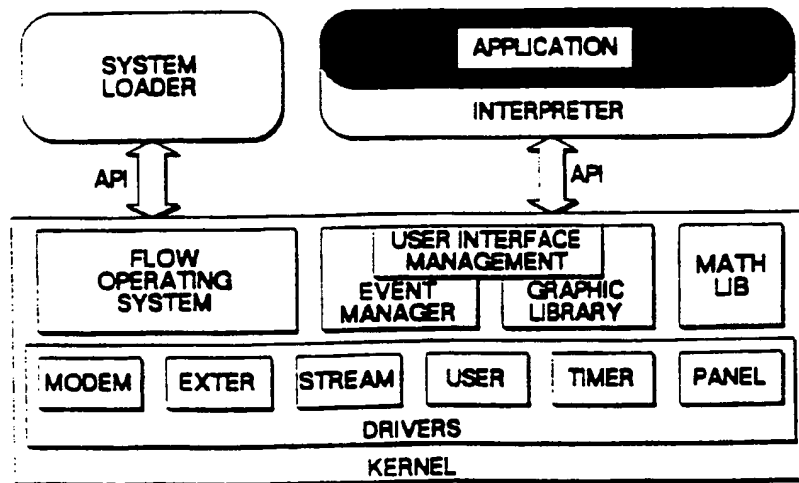 SYSTEM
LOADER
APPLICATION
INTERPRETER
API
API
FLOW
OPERATING
SYSTEM
USER INTERFACE
MANAGEMENT
EVENT
MANAGER
GRAPHIC
LIBRARY
MATH
LIB
MODEM
EXTER
STREAM
USER
TIMER
PANEL
DRIVERS
KERNEL